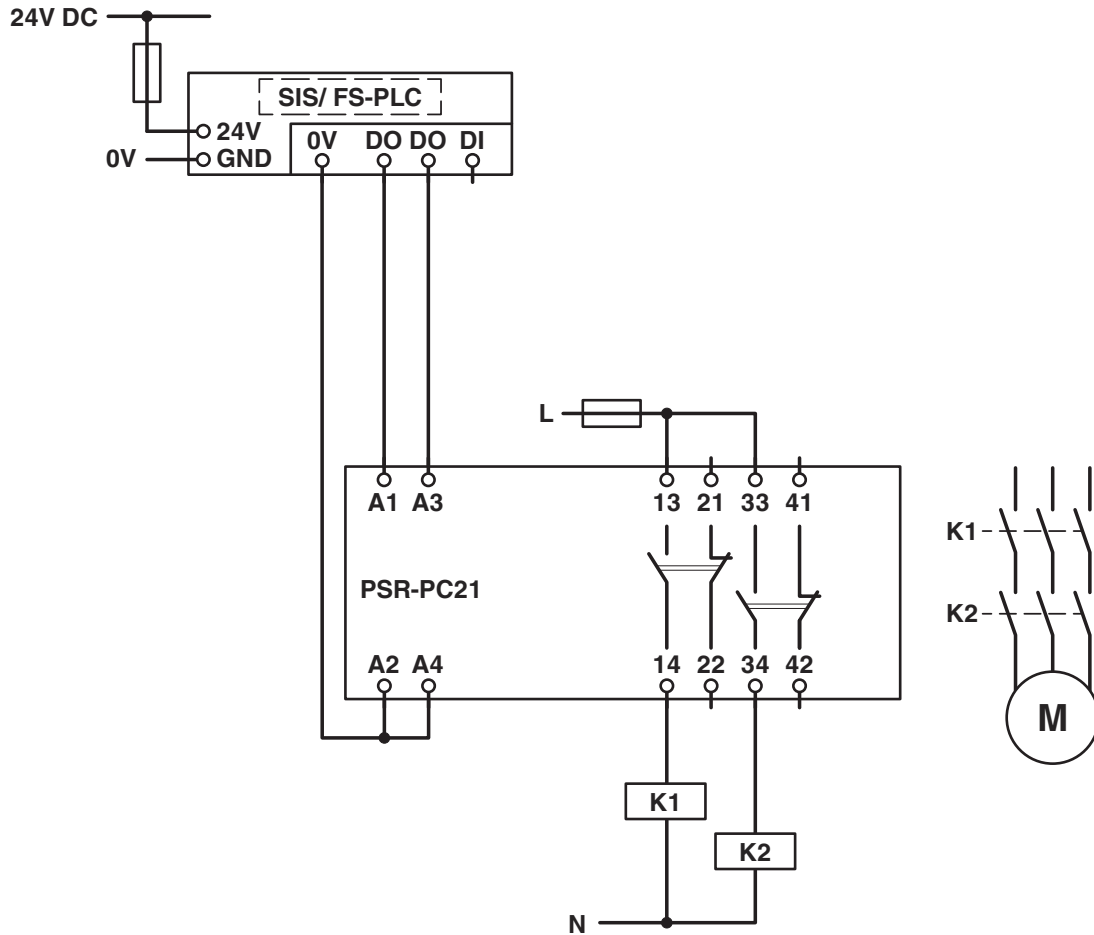 24V DC
SIS/ FS-PLC
24V
0V DO DO DI
0V GND
L
A1 A3 13 21 33 41
K1
PSR-PC21
K2
A2 A4 14 22 34 42
M
K1
K2
N